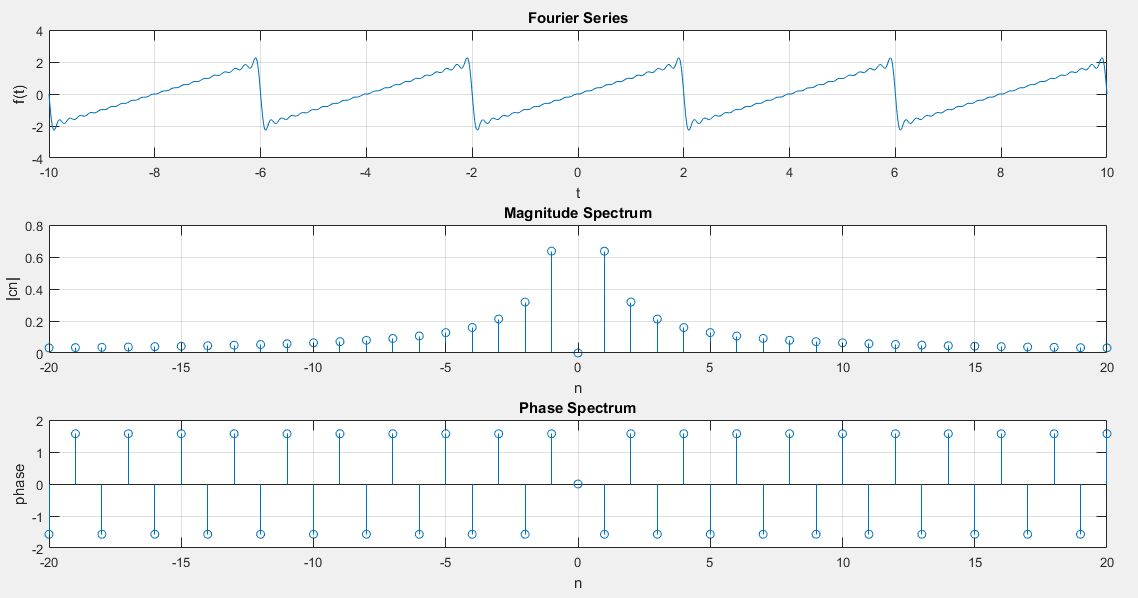 Fourier Series
4
2
0
-2
-4
f(t)
-10 -8 -6 -4 -2 0 2 4 6 8 10
t
Magnitude Spectrum
0.8
0.6
0.4
0.2
0
|cn|
-20 -15 -10 -5 0 5 10 15 20
n
Phase Spectrum
2
1
0
-1
-2
phase
-20 -15 -10 -5 0 5 10 15 20
n